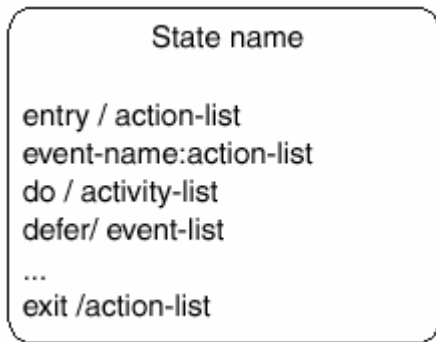 State name
entry / action-list
event-name:action-list
do / activity-list
defer/ event-list
...
exit /action-list